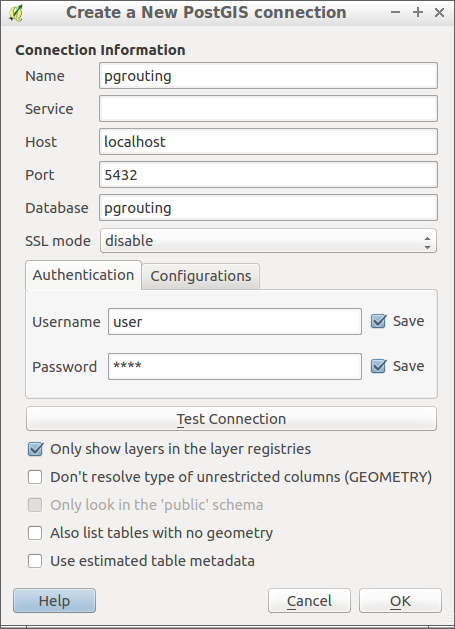 Create a New PostGIS connection
Connection Information
Name pgrouting
Service
Host localhost
Port 5432
Database pgrouting
SSL mode disable
Authentication Configurations
Username user Save
Password **** Save
Test Connection
Only show layers in the layer registries
Don't resolve type of unrestricted columns (GEOMETRY)
Only look in the 'public' schema
Also list tables with no geometry
Use estimated table metadata
Help Cancel OK